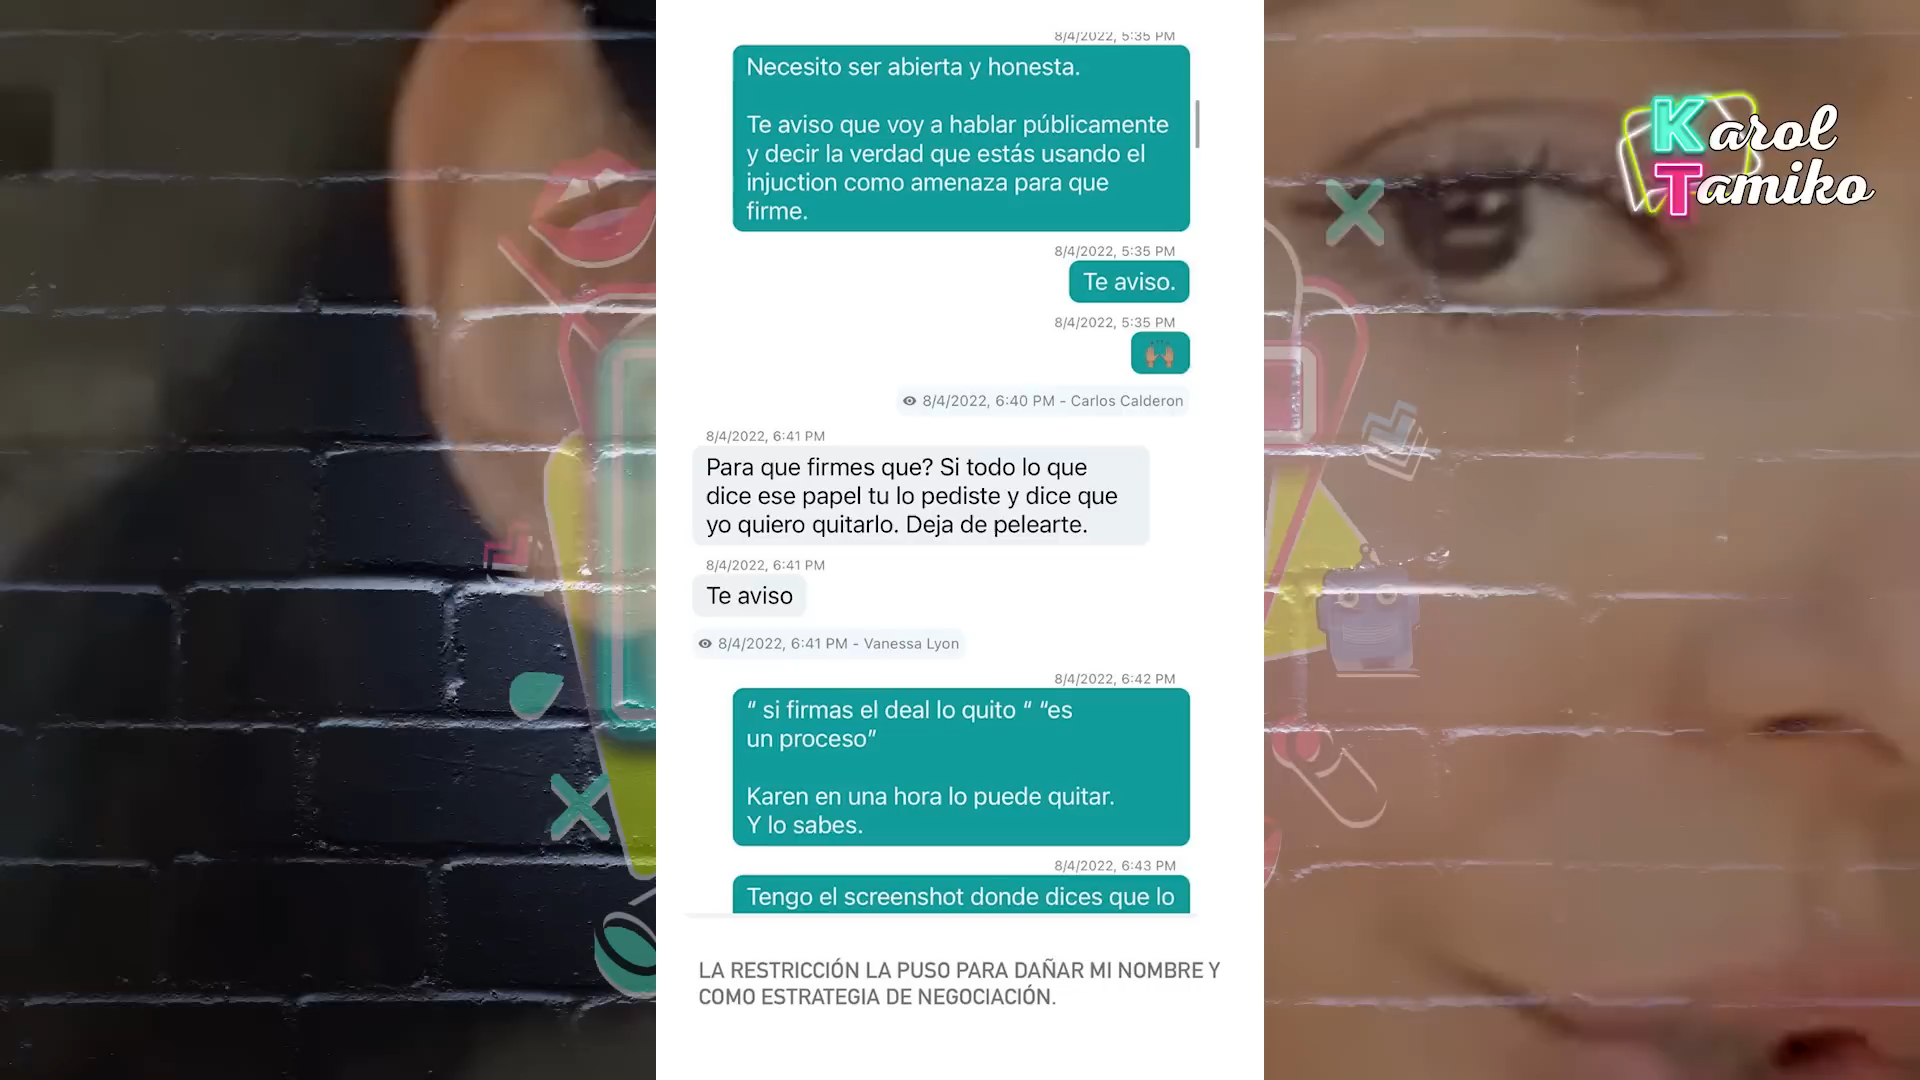 8/4/2022, 5:35 PM
Necesito ser abierta y honesta.
Te aviso que voy a hablar públicamente
y decir la verdad que estás usando el
injuction como amenaza para que
firme.
8/4/2022, 5:35 PM
Te aviso.
8/4/2022, 5:35 PM
🙌🏽
8/4/2022, 6:40 PM - Carlos Calderon
8/4/2022, 6:41 PM
Para que firmes que? Si todo lo que
dice ese papel tu lo pediste y dice que
yo quiero quitarlo. Deja de pelearte.
8/4/2022, 6:41 PM
Te aviso
8/4/2022, 6:41 PM - Vanessa Lyon
8/4/2022, 6:42 PM
“ si firmas el deal lo quito “ “es
un proceso”
Karen en una hora lo puede quitar.
Y lo sabes.
8/4/2022, 6:43 PM
Tengo el screenshot donde dices que lo
LA RESTRICCIÓN LA PUSO PARA DAÑAR MI NOMBRE Y
COMO ESTRATEGIA DE NEGOCIACIÓN.
Karol
Tamiko